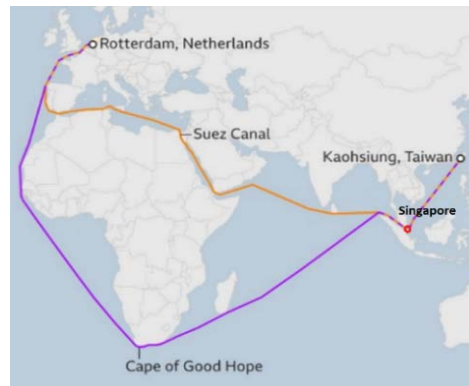 Rotterdam, Netherlands
Suez Canal
Kaohsiung, Taiwan
Singapore
Cape of Good Hope